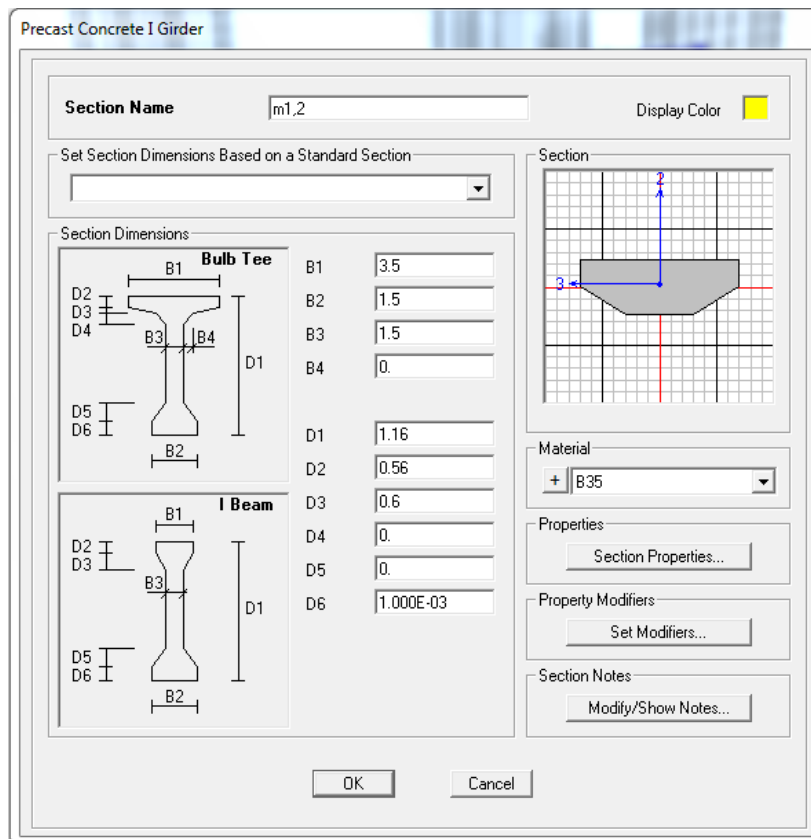 Precast Concrete I Girder
Section Name m1,2 Display Color
Set Section Dimensions Based on a Standard Section
Section Dimensions
Bulb Tee
B1
D2
D3
D4
B3 B4
D1
D5
D6
B2
I Beam
B1
D2
D3
B3
D1
D5
D6
B2
B1 3.5
B2 1.5
B3 1.5
B4 0.
D1 1.16
D2 0.56
D3 0.6
D4 0.
D5 0.
D6 1.000E-03
Section
2
3
Material
+ B35
Properties
Section Properties...
Property Modifiers
Set Modifiers...
Section Notes
Modify/Show Notes...
OK Cancel